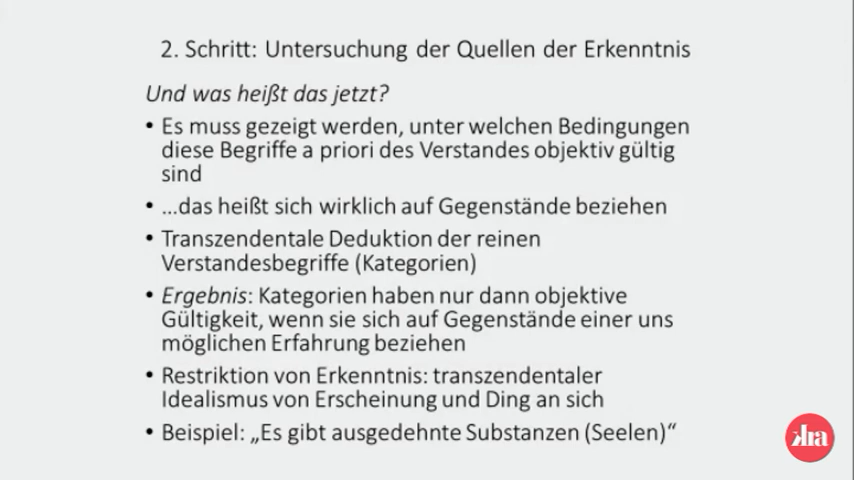 2. Schritt: Untersuchung der Quellen der Erkenntnis
Und was heißt das jetzt?
• Es muss gezeigt werden, unter welchen Bedingungen
diese Begriffe a priori des Verstandes objektiv gültig
sind
• …das heißt sich wirklich auf Gegenstände beziehen
• Transzendentale Deduktion der reinen
Verstandesbegriffe (Kategorien)
• Ergebnis: Kategorien haben nur dann objektive
Gültigkeit, wenn sie sich auf Gegenstände einer uns
möglichen Erfahrung beziehen
• Restriktion von Erkenntnis: transzendentaler
Idealismus von Erscheinung und Ding an sich
• Beispiel: „Es gibt ausgedehnte Substanzen (Seelen)“